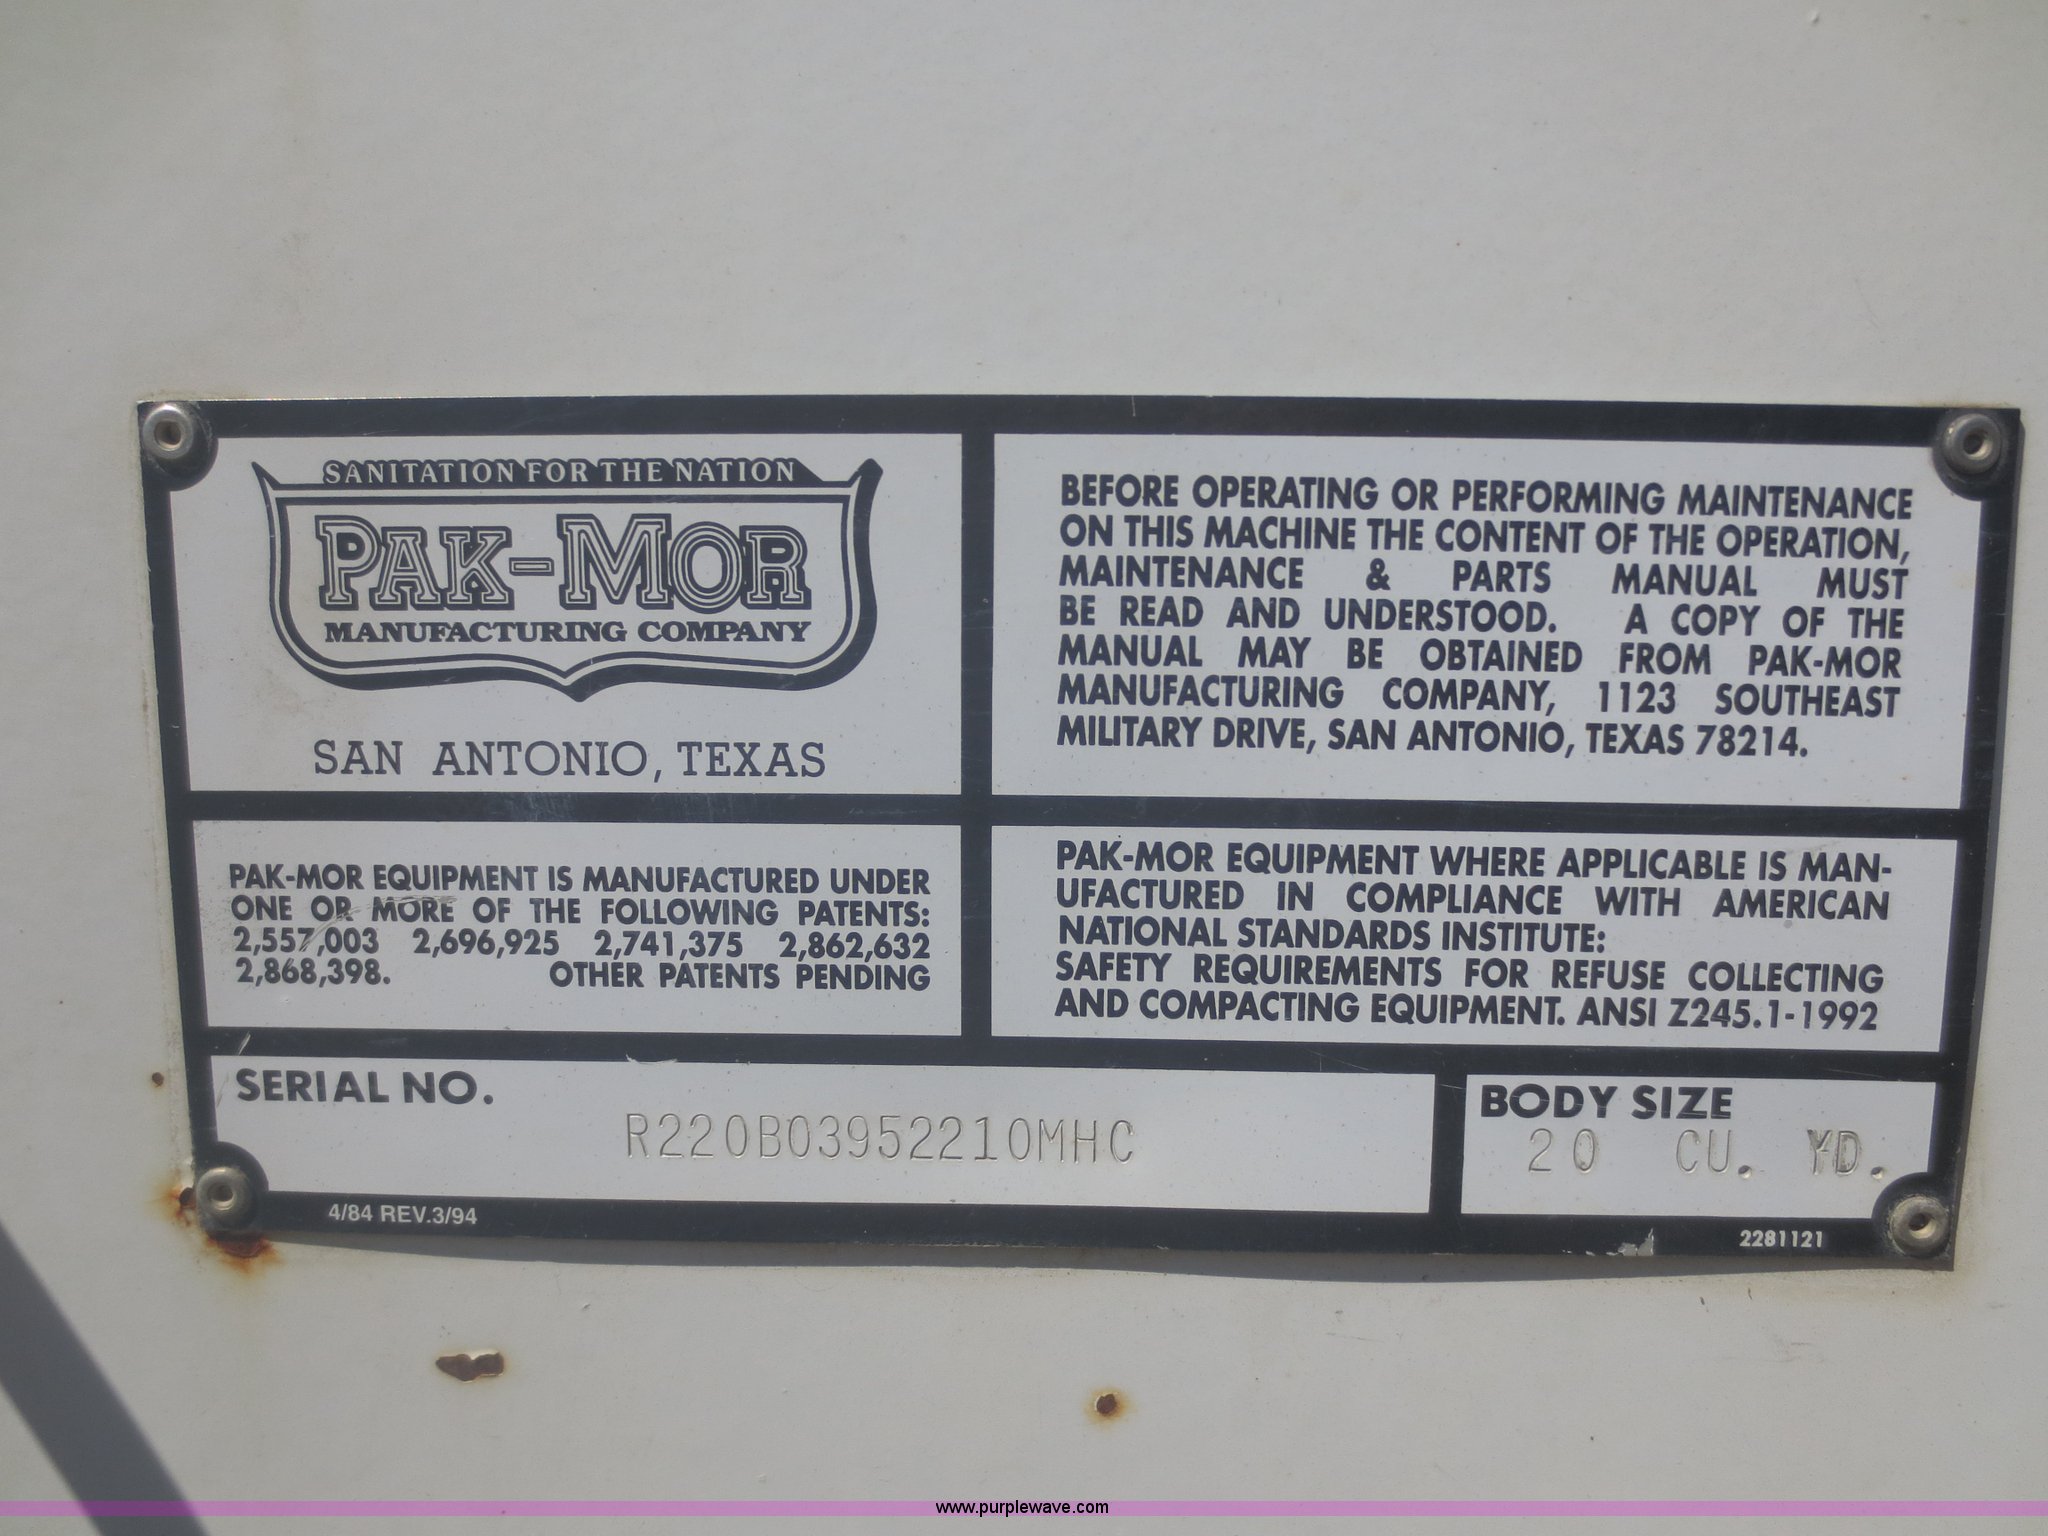 SANITATION FOR THE NATION
PAK-MOR
MANUFACTURING COMPANY
SAN ANTONIO, TEXAS
BEFORE OPERATING OR PERFORMING MAINTENANCE
ON THIS MACHINE THE CONTENT OF THE OPERATION,
MAINTENANCE & PARTS MANUAL MUST
BE READ AND UNDERSTOOD. A COPY OF THE
MANUAL MAY BE OBTAINED FROM PAK-MOR
MANUFACTURING COMPANY, 1123 SOUTHEAST
MILITARY DRIVE, SAN ANTONIO, TEXAS 78214.
PAK-MOR EQUIPMENT IS MANUFACTURED UNDER
ONE OR MORE OF THE FOLLOWING PATENTS:
2,557,003 2,696,925 2,741,375 2,862,632
2,868,398. OTHER PATENTS PENDING
PAK-MOR EQUIPMENT WHERE APPLICABLE IS MAN-
UFACTURED IN COMPLIANCE WITH AMERICAN
NATIONAL STANDARDS INSTITUTE:
SAFETY REQUIREMENTS FOR REFUSE COLLECTING
AND COMPACTING EQUIPMENT. ANSI Z245.1-1992
SERIAL NO.
R220B03952210MHC
BODY SIZE
20 CU. YD.
4/84 REV.3/94
2281121
www.purplewave.com